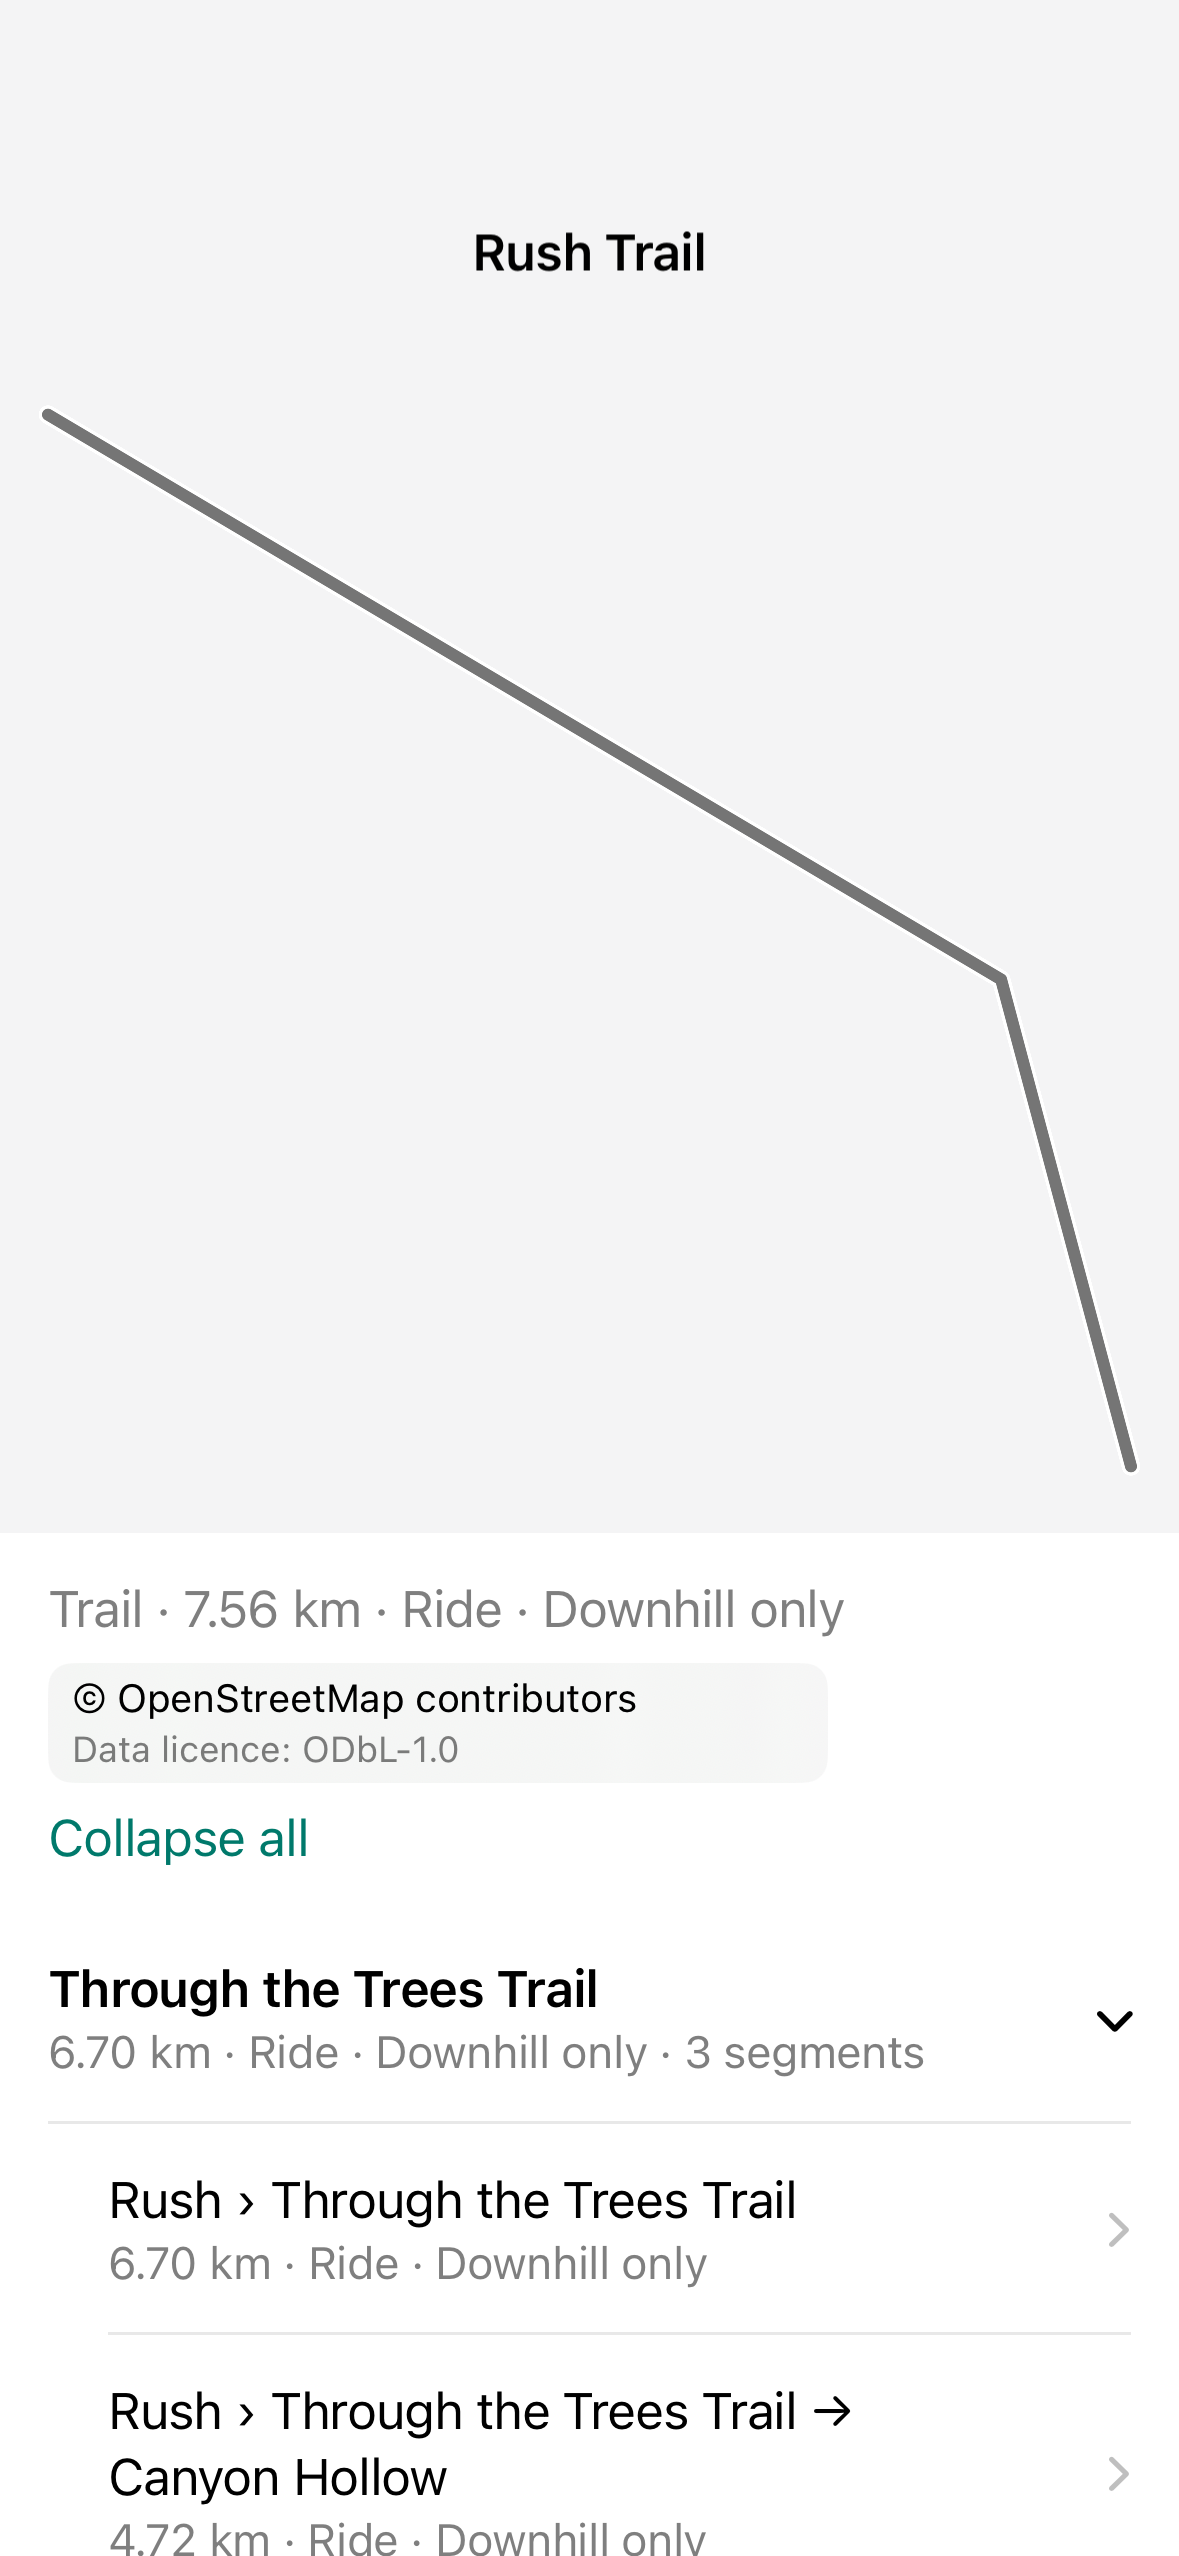 Rush Trail
Trail · 7.56 km · Ride · Downhill only
© OpenStreetMap contributors
Data licence: ODbL-1.0
Collapse all
Through the Trees Trail
6.70 km · Ride · Downhill only · 3 segments
Rush › Through the Trees Trail
6.70 km · Ride · Downhill only
Rush › Through the Trees Trail →
Canyon Hollow
4.72 km · Ride · Downhill only